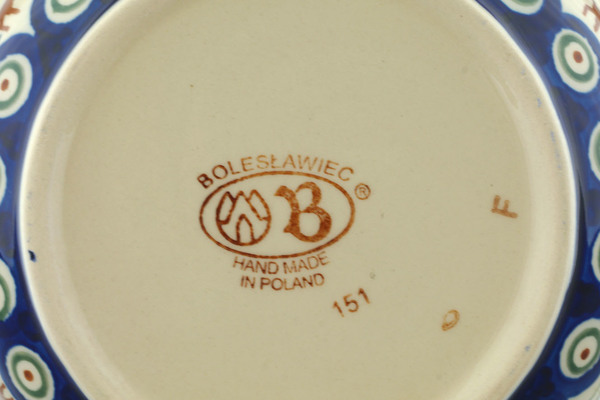 BOLESŁAWIEC
B®
HAND MADE
IN POLAND
151
F